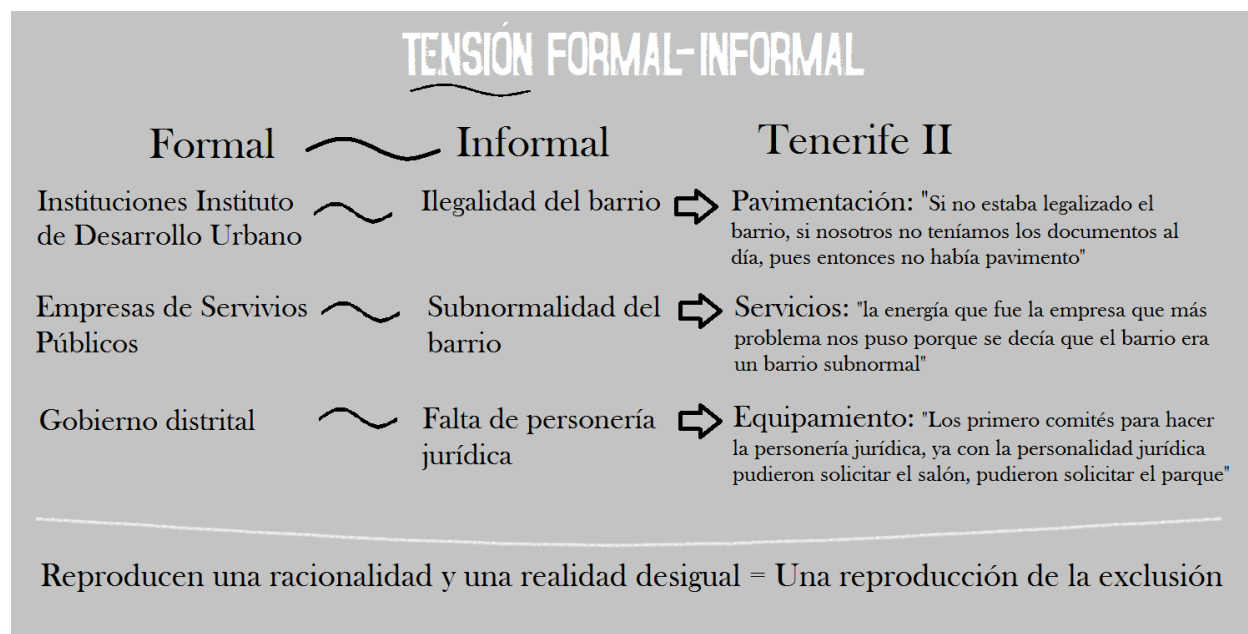 TENSIÓN FORMAL-INFORMAL
Formal
Informal
Tenerife II
Instituciones Instituto
de Desarrollo Urbano
Ilegalidad del barrio
Pavimentación: "Si no estaba legalizado el
barrio, si nosotros no teníamos los documentos al
día, pues entonces no había pavimento"
Empresas de Servivios
Públicos
Subnormalidad del
barrio
Servicios: "la energía que fue la empresa que más
problema nos puso porque se decía que el barrio era
un barrio subnormal"
Gobierno distrital
Falta de personería
jurídica
Equipamiento: "Los primero comités para hacer
la personería jurídica, ya con la personalidad jurídica
pudieron solicitar el salón, pudieron solicitar el parque"
Reproducen una racionalidad y una realidad desigual = Una reproducción de la exclusión